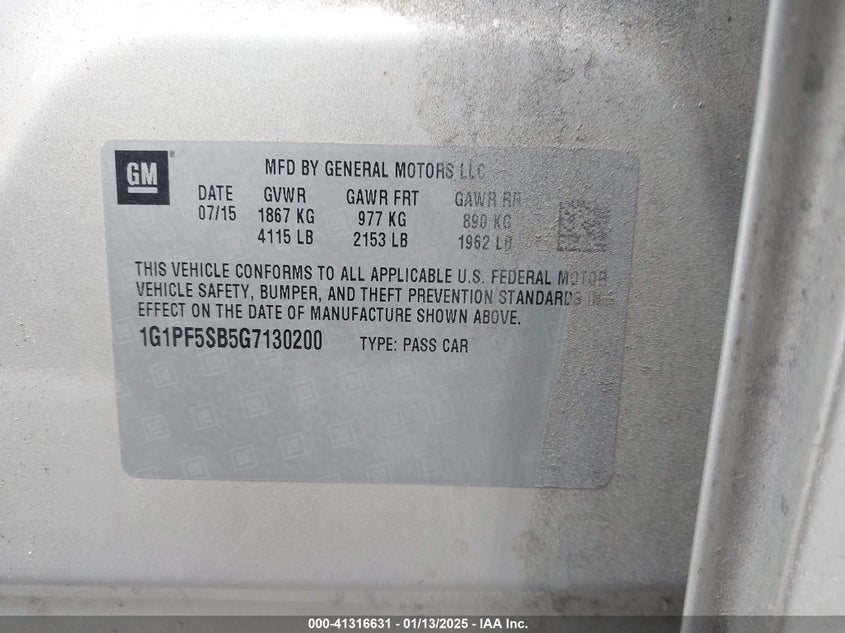 GM ®
MFD BY GENERAL MOTORS LLC
DATE GVWR GAWR FRT GAWR RR
07/15 1867 KG 977 KG 890 KG
4115 LB 2153 LB 1962 LB
THIS VEHICLE CONFORMS TO ALL APPLICABLE U.S. FEDERAL MOTOR
VEHICLE SAFETY, BUMPER, AND THEFT PREVENTION STANDARDS IN
EFFECT ON THE DATE OF MANUFACTURE SHOWN ABOVE.
1G1PF5SB5G7130200 TYPE: PASS CAR
000-41316631 - 01/13/2025 - © IAA Inc.